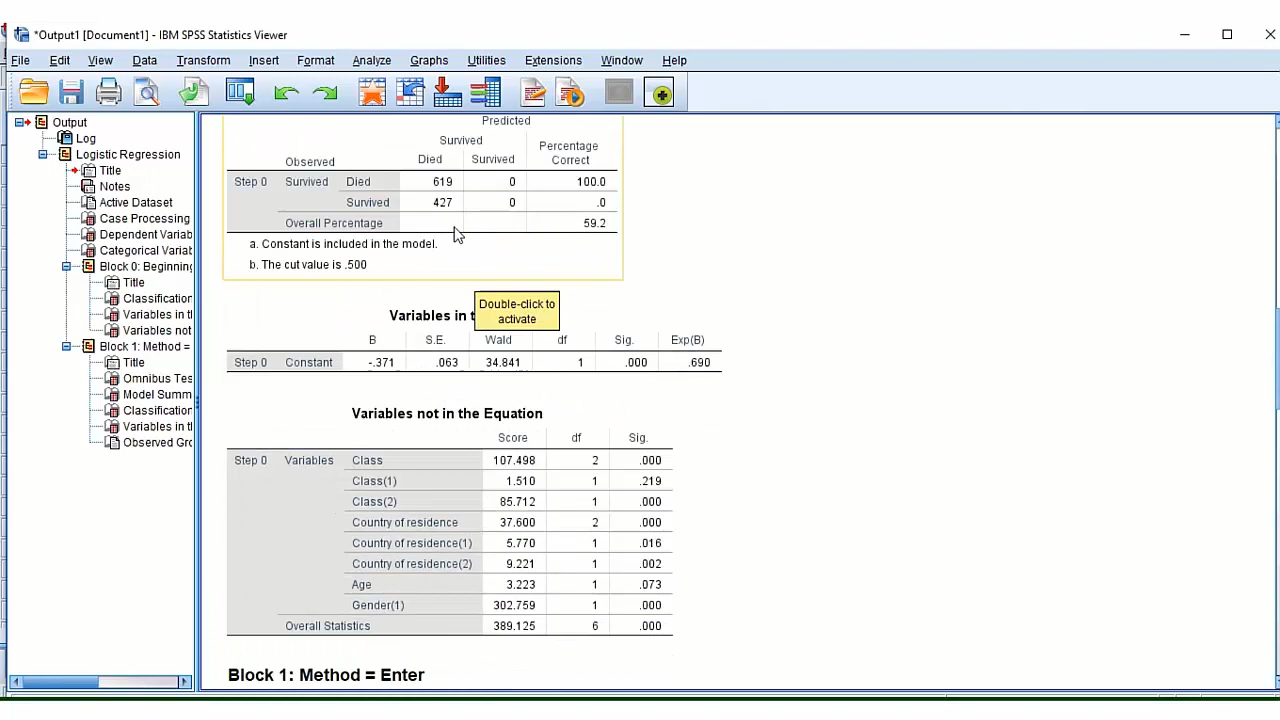 *Output1 [Document1] - IBM SPSS Statistics Viewer
File Edit View Data Transform Insert Format Analyze Graphs Utilities Extensions Window Help
Output
Log
Logistic Regression
Title
Notes
Active Dataset
Case Processing
Dependent Variab
Categorical Variat
Block 0: Beginning
Title
Classification
Variables in t
Variables not
Block 1: Method =
Title
Omnibus Tes
Model Summ
Classification
Variables in t
Observed Gro
Predicted
Survived
Percentage Correct
Observed Died Survived
Step 0 Survived Died 619 0 100.0
Survived 427 0 .0
Overall Percentage 59.2
a. Constant is included in the model.
b. The cut value is .500
Variables in t
Double-click to
activate
B S.E. Wald df Sig. Exp(B)
Step 0 Constant -.371 .063 34.841 1 .000 .690
Variables not in the Equation
Score df Sig.
Step 0 Variables Class 107.498 2 .000
Class(1) 1.510 1 .219
Class(2) 85.712 1 .000
Country of residence 37.600 2 .000
Country of residence(1) 5.770 1 .016
Country of residence(2) 9.221 1 .002
Age 3.223 1 .073
Gender(1) 302.759 1 .000
Overall Statistics 389.125 6 .000
Block 1: Method = Enter